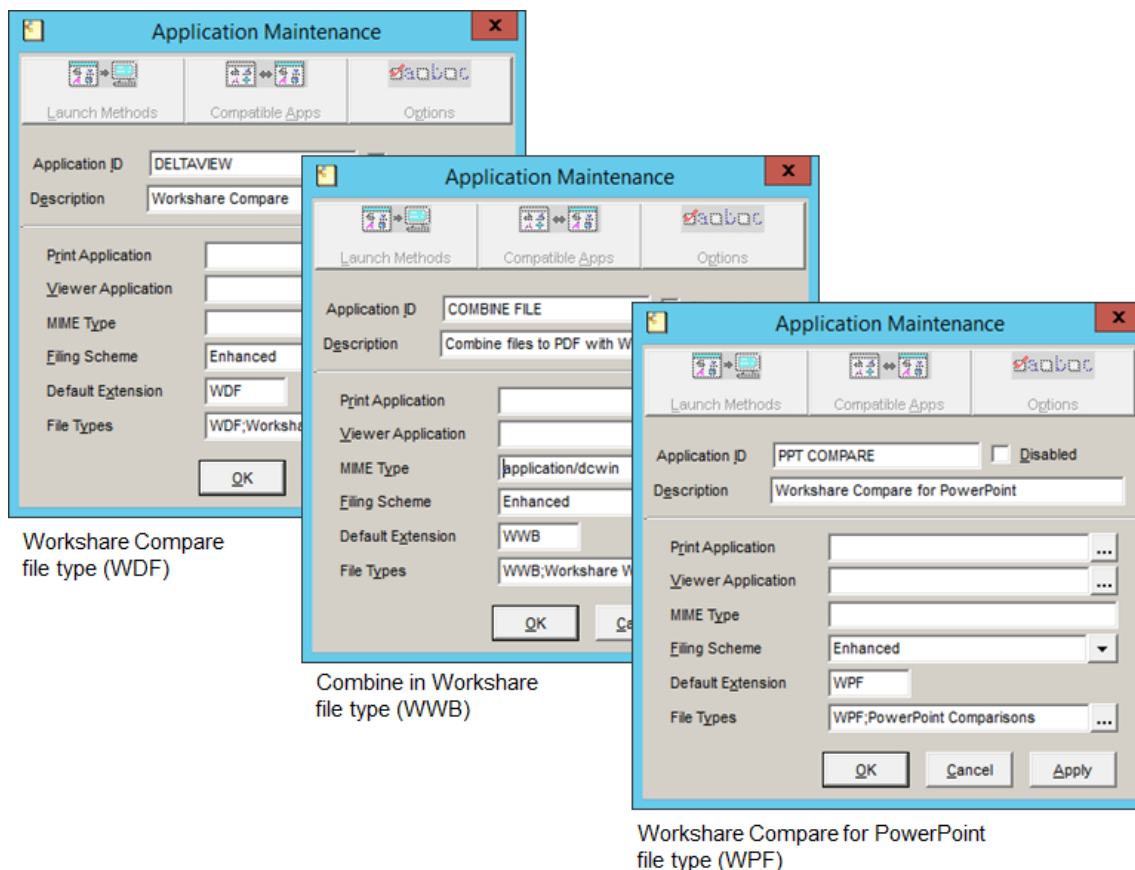 Application Maintenance
x
Launch Methods
Compatible Apps
Options
Application ID
DELTAVIEW
Description
Workshare Compare
Print Application
Viewer Application
MIME Type
Filing Scheme
Enhanced
Default Extension
WDF
File Types
WDF;Worksha
OK
Workshare Compare
file type (WDF)
Application Maintenance
x
Launch Methods
Compatible Apps
Options
Application ID
COMBINE FILE
Description
Combine files to PDF with W
Print Application
Viewer Application
MIME Type
application/dcwin
Filing Scheme
Enhanced
Default Extension
WWB
File Types
WWB;Workshare W
OK
Ca
Combine in Workshare
file type (WWB)
Application Maintenance
x
Launch Methods
Compatible Apps
Options
Application ID
PPT COMPARE
Disabled
Description
Workshare Compare for PowerPoint
Print Application
...
Viewer Application
...
MIME Type
Filing Scheme
Enhanced
Default Extension
WPF
File Types
WPF;PowerPoint Comparisons
...
OK
Cancel
Apply
Workshare Compare for PowerPoint
file type (WPF)